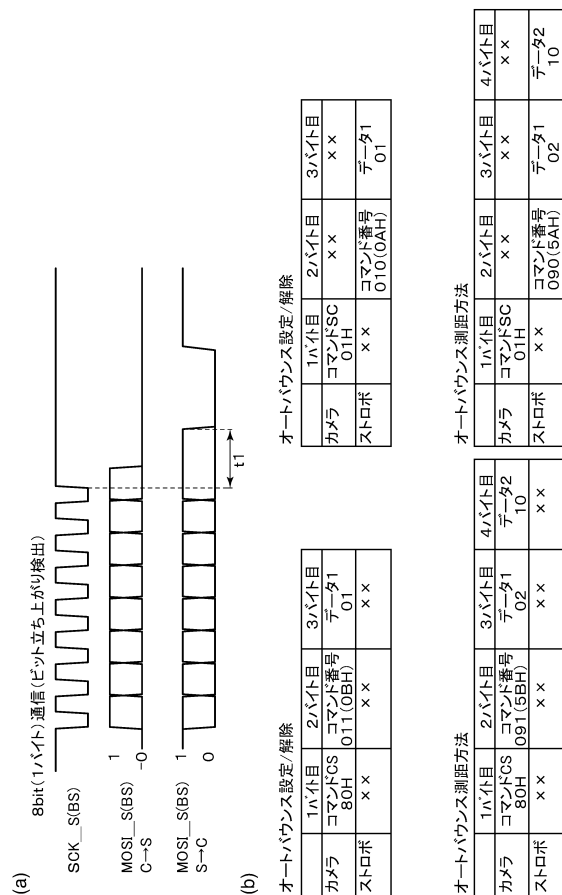 (a)
8bit(1バイト)通信(ビット立ち上がり検出)
SCK__S(BS)
MOSI__S(BS)
C→S
1
0
MOSI__S(BS)
S→C
1
0
t1
(b)
オートバウンス設定/解除
1バイト目 2バイト目 3バイト目
カメラ コマンドCS 80H コマンド番号 011(0BH) データ1 01
ストロボ ×× ×× ××
オートバウンス設定/解除
1バイト目 2バイト目 3バイト目
カメラ コマンドSC 01H ×× ××
ストロボ ×× コマンド番号 010(0AH) データ1 01
オートバウンス測距方法
1バイト目 2バイト目 3バイト目 4バイト目
カメラ コマンドCS 80H コマンド番号 091(5BH) データ1 02 データ2 10
ストロボ ×× ×× ×× ××
オートバウンス測距方法
1バイト目 2バイト目 3バイト目 4バイト目
カメラ コマンドSC 01H ×× ×× ××
ストロボ ×× コマンド番号 090(5AH) データ1 02 データ2 10